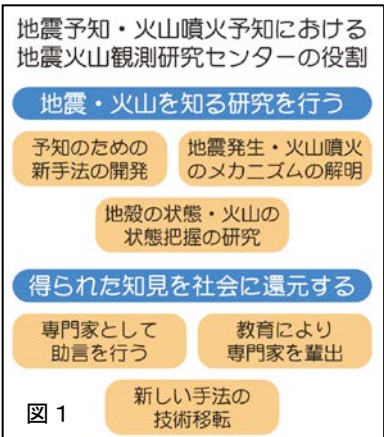 地震予知・火山噴火予知における
地震火山観測研究センターの役割
地震・火山を知る研究を行う
予知のための
新手法の開発
地震発生・火山噴火
のメカニズムの解明
地殻の状態・火山の
状態把握の研究
得られた知見を社会に還元する
専門家として
助言を行う
教育により
専門家を輩出
新しい手法の
技術移転
図1